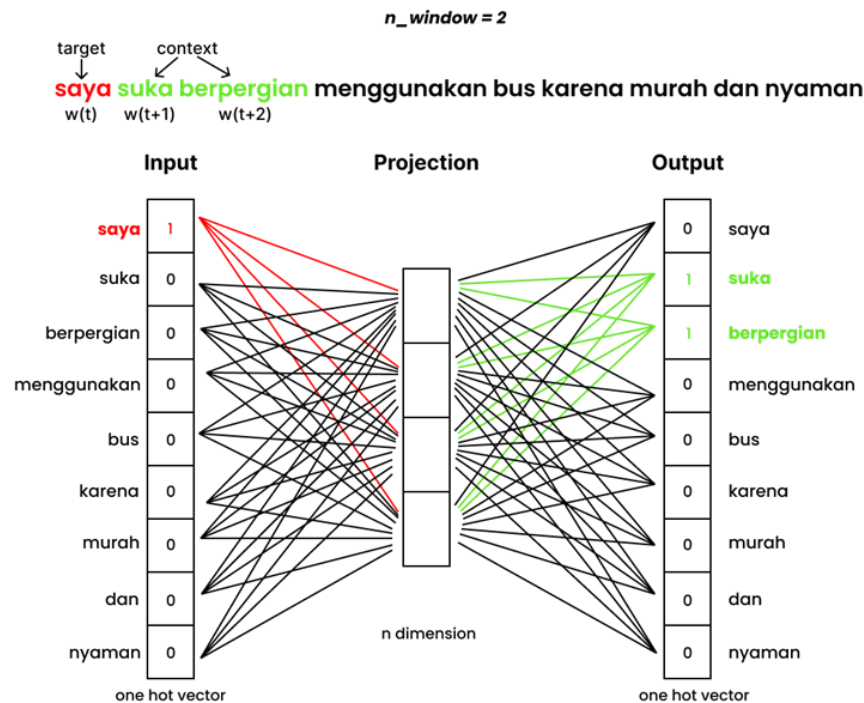 n_window = 2
target context
saya suka berpergian menggunakan bus karena murah dan nyaman
w(t) w(t+1) w(t+2)
Input Projection Output
saya 1 0 saya
suka 0 1 suka
berpergian 0 1 berpergian
menggunakan 0 0 menggunakan
bus 0 0 bus
karena 0 0 karena
murah 0 0 murah
dan 0 0 dan
n dimension
nyaman 0 0 nyaman
one hot vector one hot vector